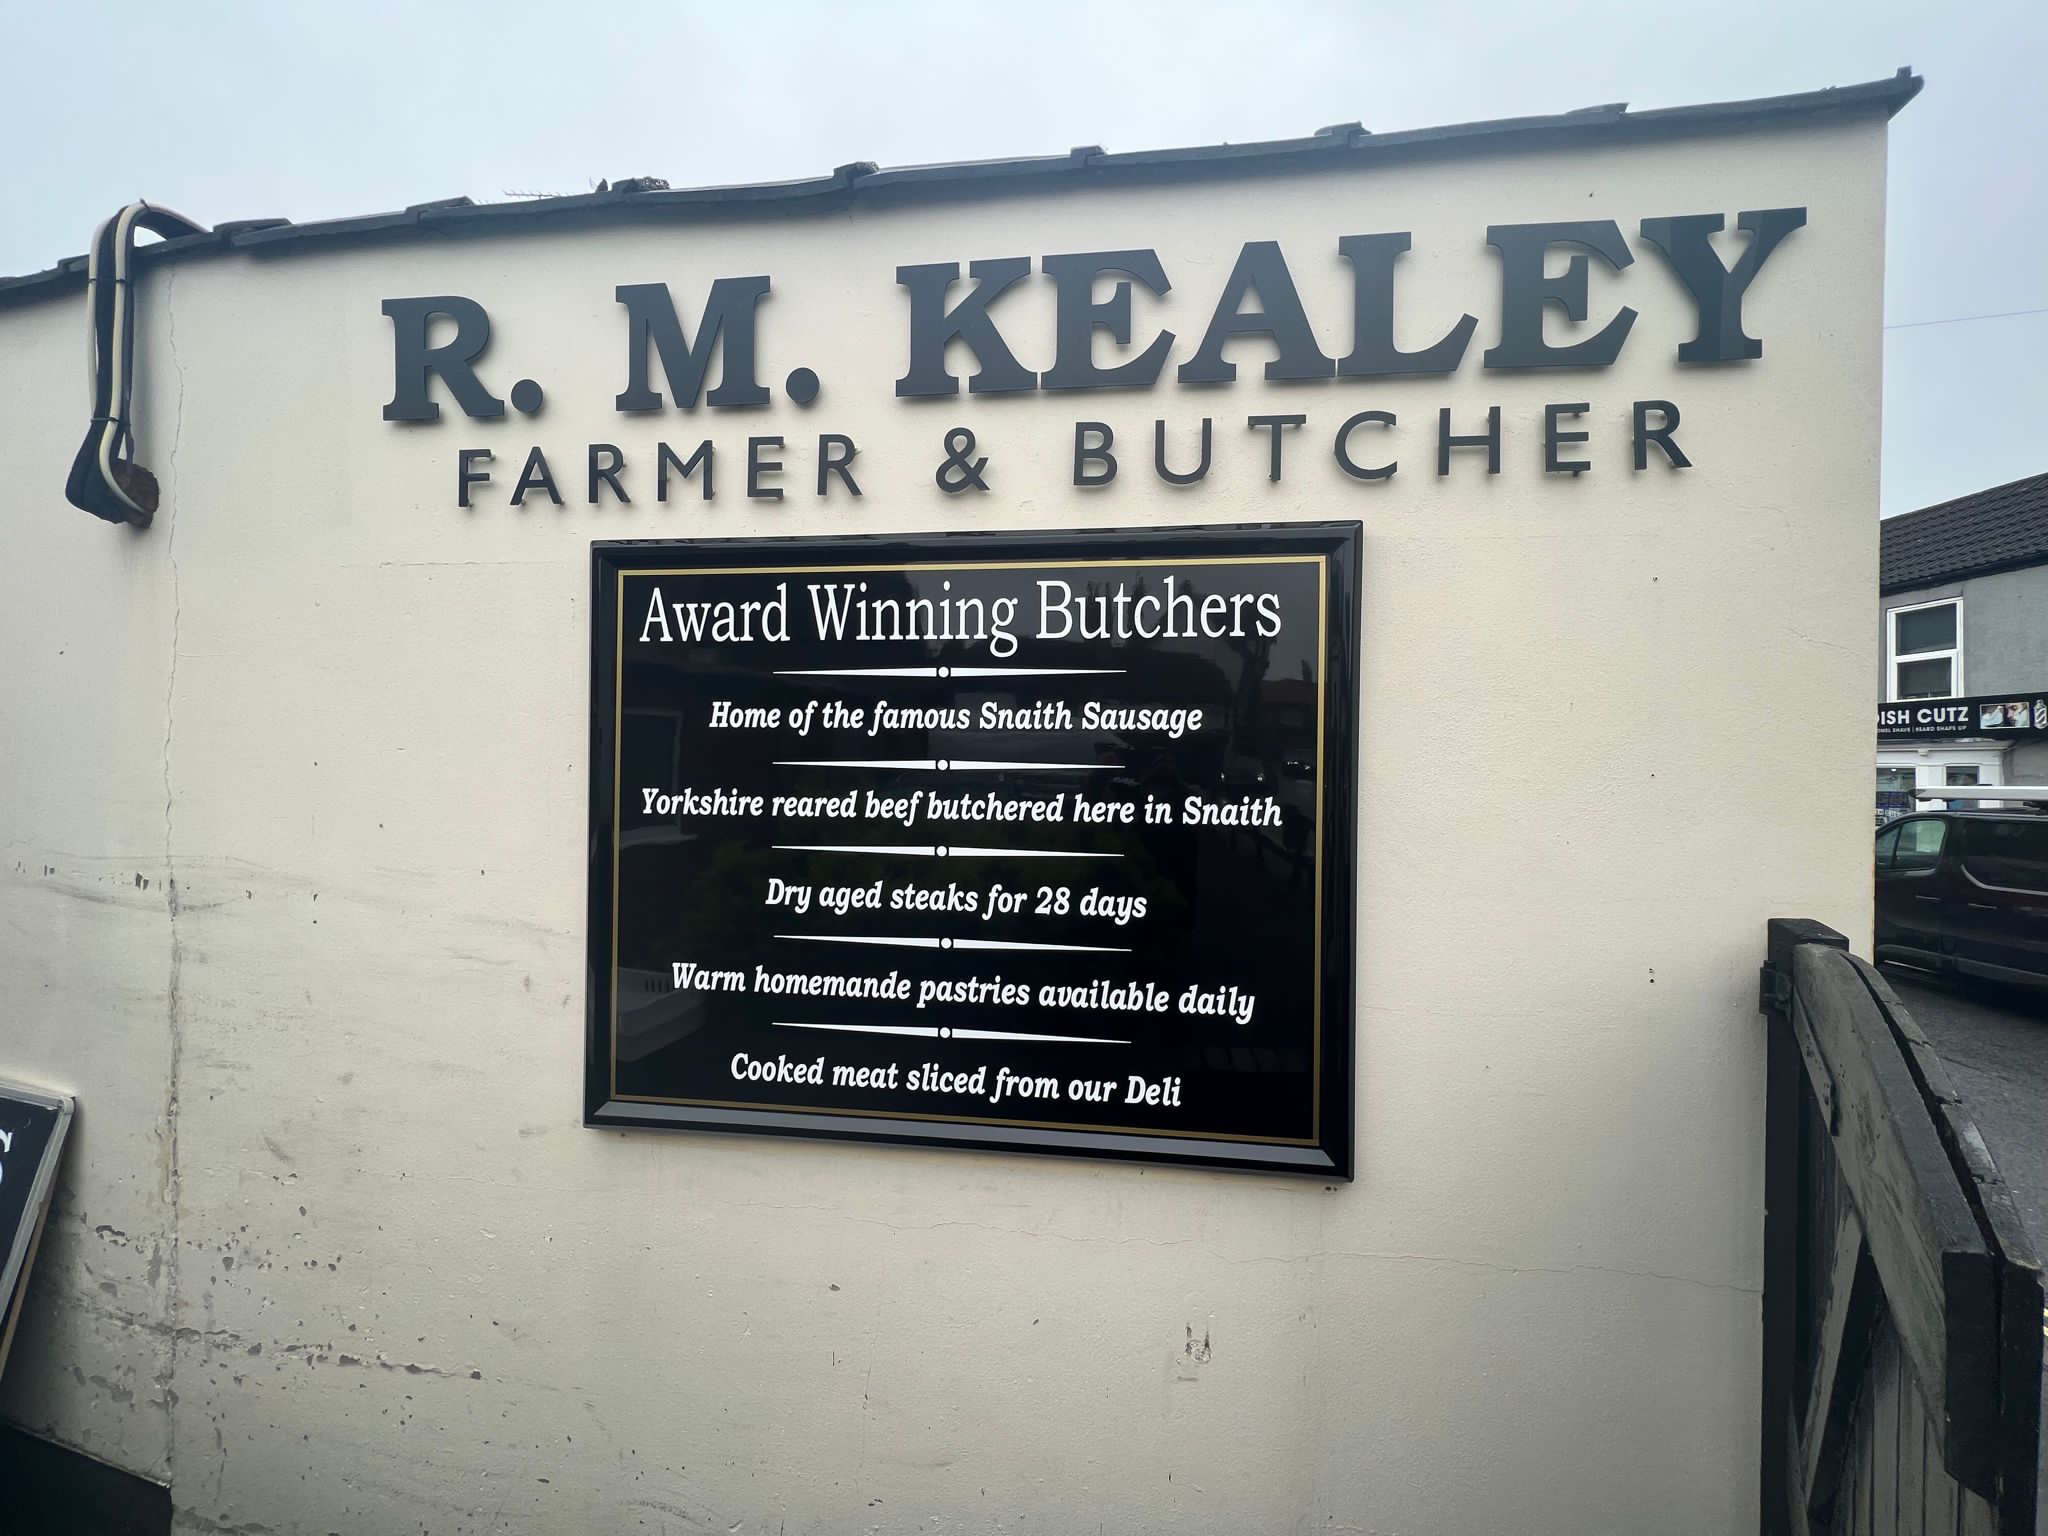 R. M. KEALEY
FARMER & BUTCHER
Award Winning Butchers
Home of the famous Snaith Sausage
Yorkshire reared beef butchered here in Snaith
Dry aged steaks for 28 days
Warm homemande pastries available daily
Cooked meat sliced from our Deli
CUTZ